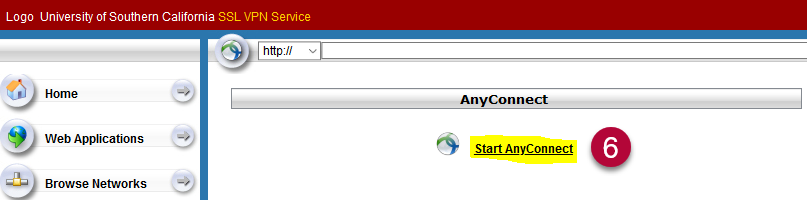 Logo University of Southern California SSL VPN Service
http://
Home
Web Applications
Browse Networks
AnyConnect
Start AnyConnect 6